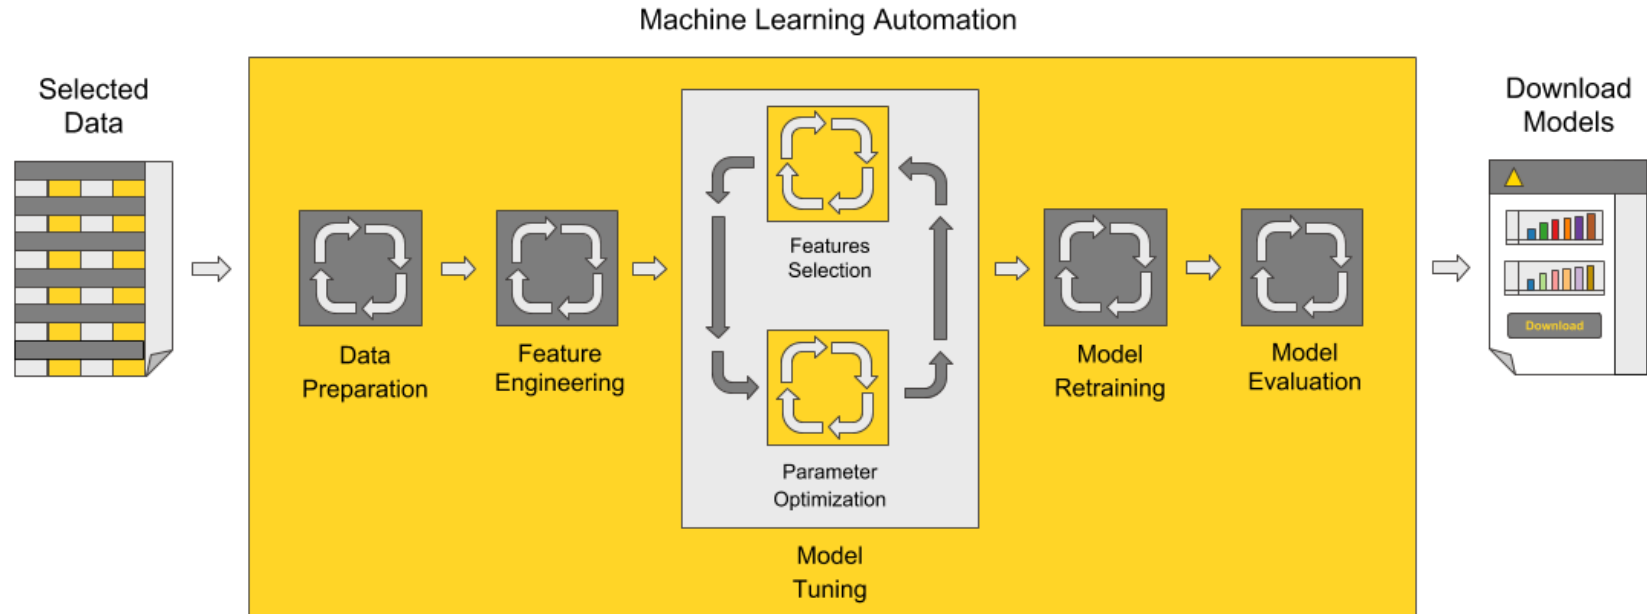 Machine Learning Automation
Selected
Data
Data
Preparation
Feature
Engineering
Features
Selection
Parameter
Optimization
Model
Tuning
Model
Retraining
Model
Evaluation
Download
Models
Download